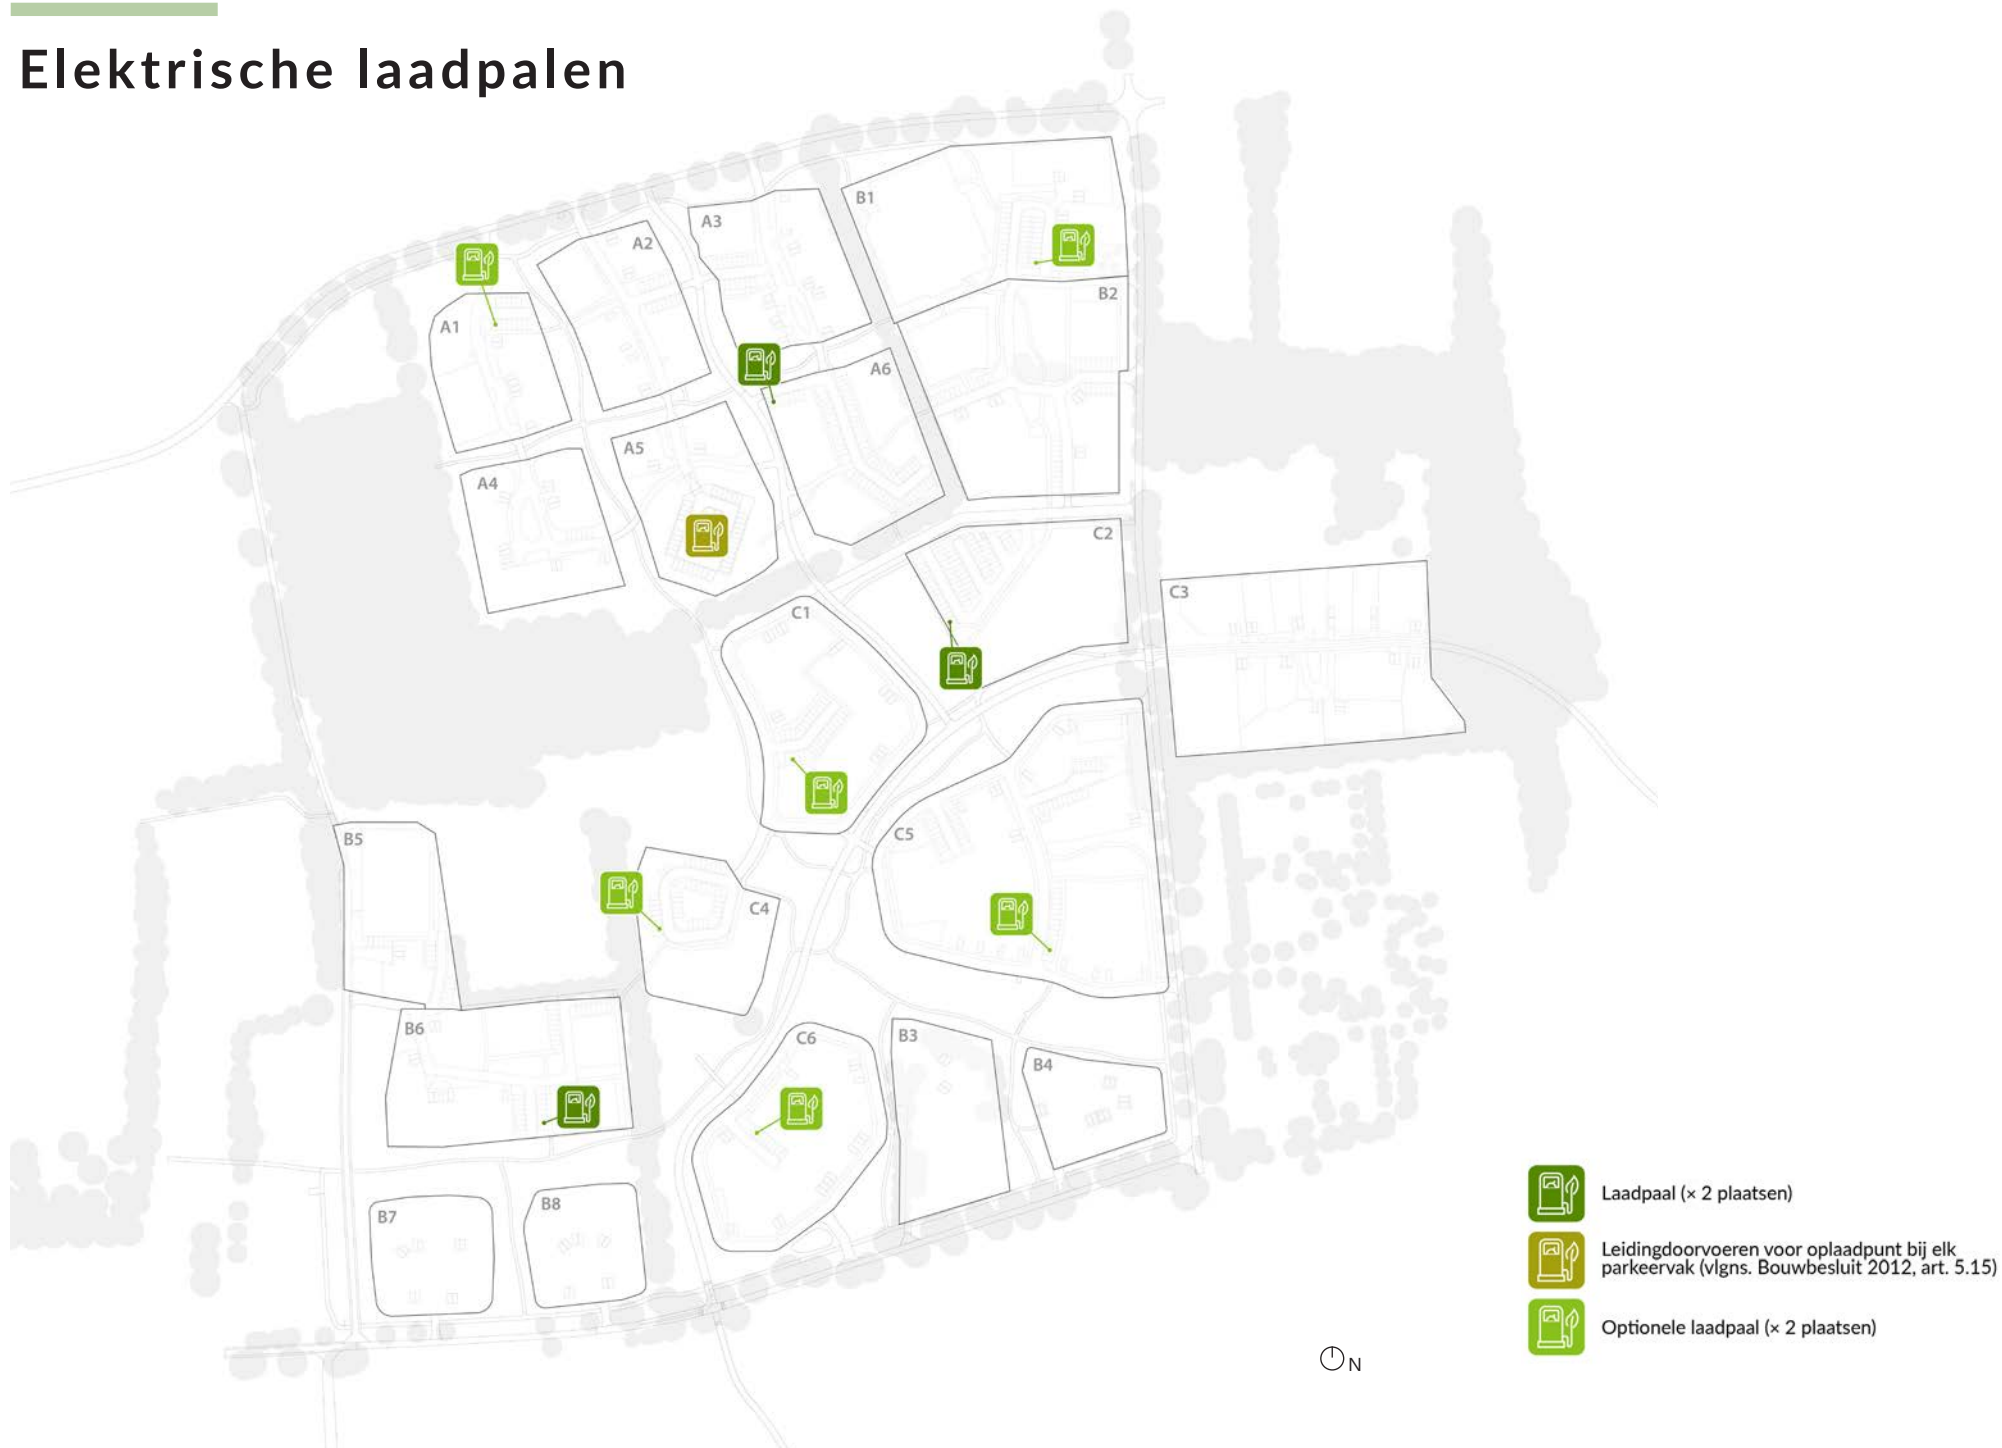 Elektrische laadpalen
B1
A3
A2
B2
A1
A6
A5
A4
C2
C3
C1
C5
B5
C4
B6
C6
B3
B4
B7
B8
Laadpaal (× 2 plaatsen)
Leidingdoorvoeren voor oplaadpunt bij elk
parkeervak (vlgns. Bouwbesluit 2012, art. 5.15)
Optionele laadpaal (× 2 plaatsen)
N